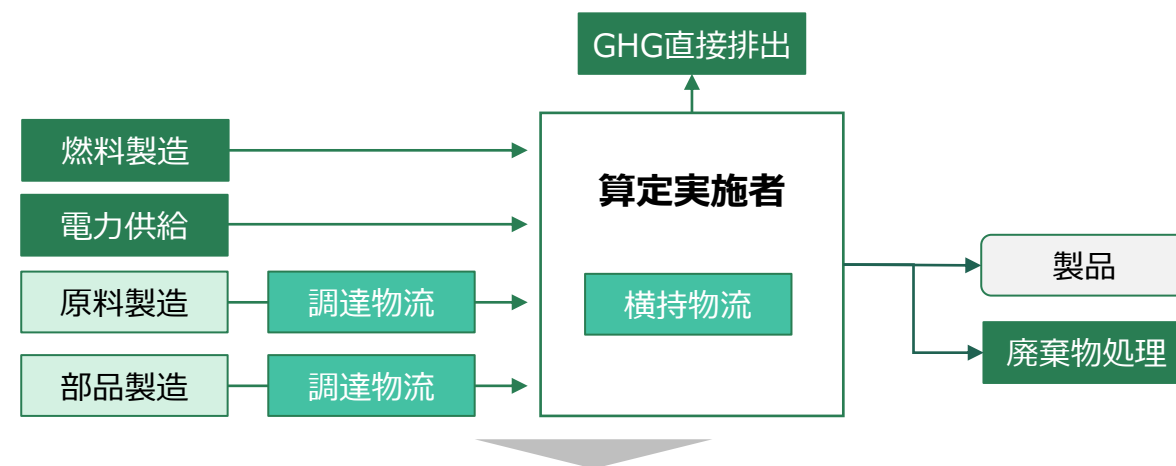 GHG直接排出
燃料製造
算定実施者
電力供給
製品
原料製造
調達物流
横持物流
廃棄物処理
部品製造
調達物流